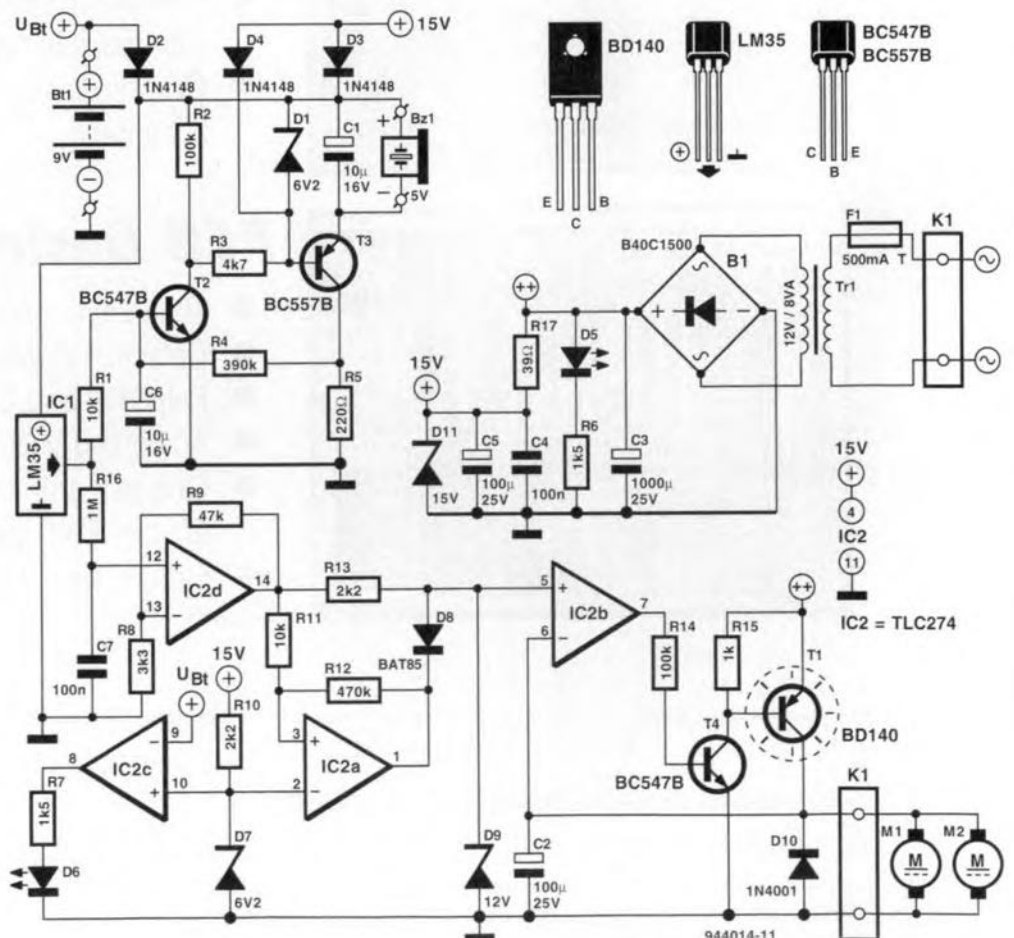 UBt
D2
1N4148
D4
1N4148
D3
1N4148
15V
Bt1
9V
R2
100k
D1
6V2
C1
10µ
16V
Bz1
+
−
5V
BD140
E
C
B
LM35
BC547B
BC557B
C
B
E
R3
4k7
T3
BC557B
T2
BC547B
R4
390k
R5
220Ω
R1
10k
C6
10µ
16V
IC1
LM35
R16
1M
B40C1500
B1
+
−
~
~
12V / 8VA
Tr1
F1
500mA T
K1
~
~
++
R17
39Ω
D5
15V
D11
15V
C5
100µ
25V
C4
100n
R6
1k5
C3
1000µ
25V
15V
4
IC2
11
IC2 = TLC274
R9
47k
12
13
+
−
IC2d
14
R8
3k3
C7
100n
R13
2k2
R11
10k
D8
BAT85
R12
470k
5
6
+
−
IC2b
7
R14
100k
R15
1k
++
T1
BD140
T4
BC547B
UBt
15V
R10
2k2
8
IC2c
−
+
9
10
3
2
+
−
IC2a
1
R7
1k5
D6
D7
6V2
D9
12V
C2
100µ
25V
D10
1N4001
K1
M1
M
M2
M
944014-11